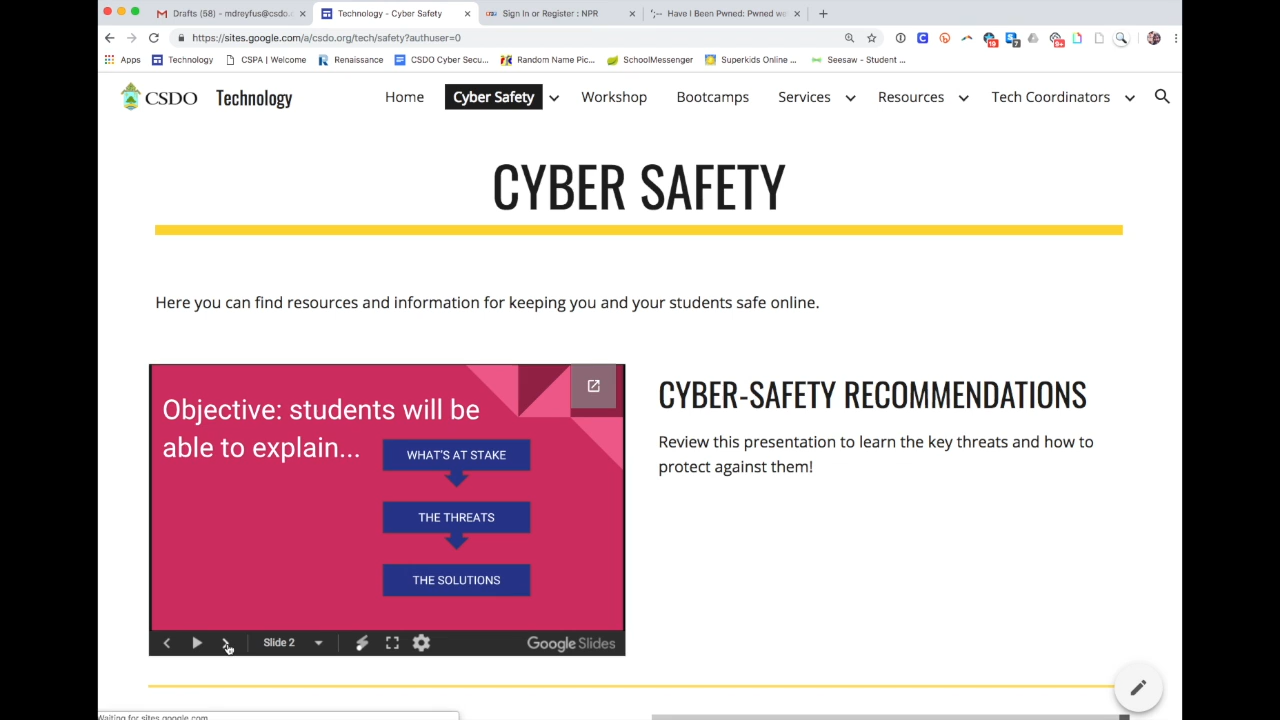 Drafts (58) - mdreyfus@csdo.n
Technology - Cyber Safety
Sign In or Register : NPR
Have I Been Pwned: Pwned we
https://sites.google.com/a/csdo.org/tech/safety?authuser=0
Apps
Technology
CSPA | Welcome
Renaissance
CSDO Cyber Secu...
Random Name Pic...
SchoolMessenger
Superkids Online ...
Seesaw - Student ...
CSDO
Technology
Home
Cyber Safety
Workshop
Bootcamps
Services
Resources
Tech Coordinators
CYBER SAFETY
Here you can find resources and information for keeping you and your students safe online.
Objective: students will be
able to explain...
WHAT'S AT STAKE
THE THREATS
THE SOLUTIONS
Slide 2
Google Slides
CYBER-SAFETY RECOMMENDATIONS
Review this presentation to learn the key threats and how to
protect against them!
Waiting for sites.google.com